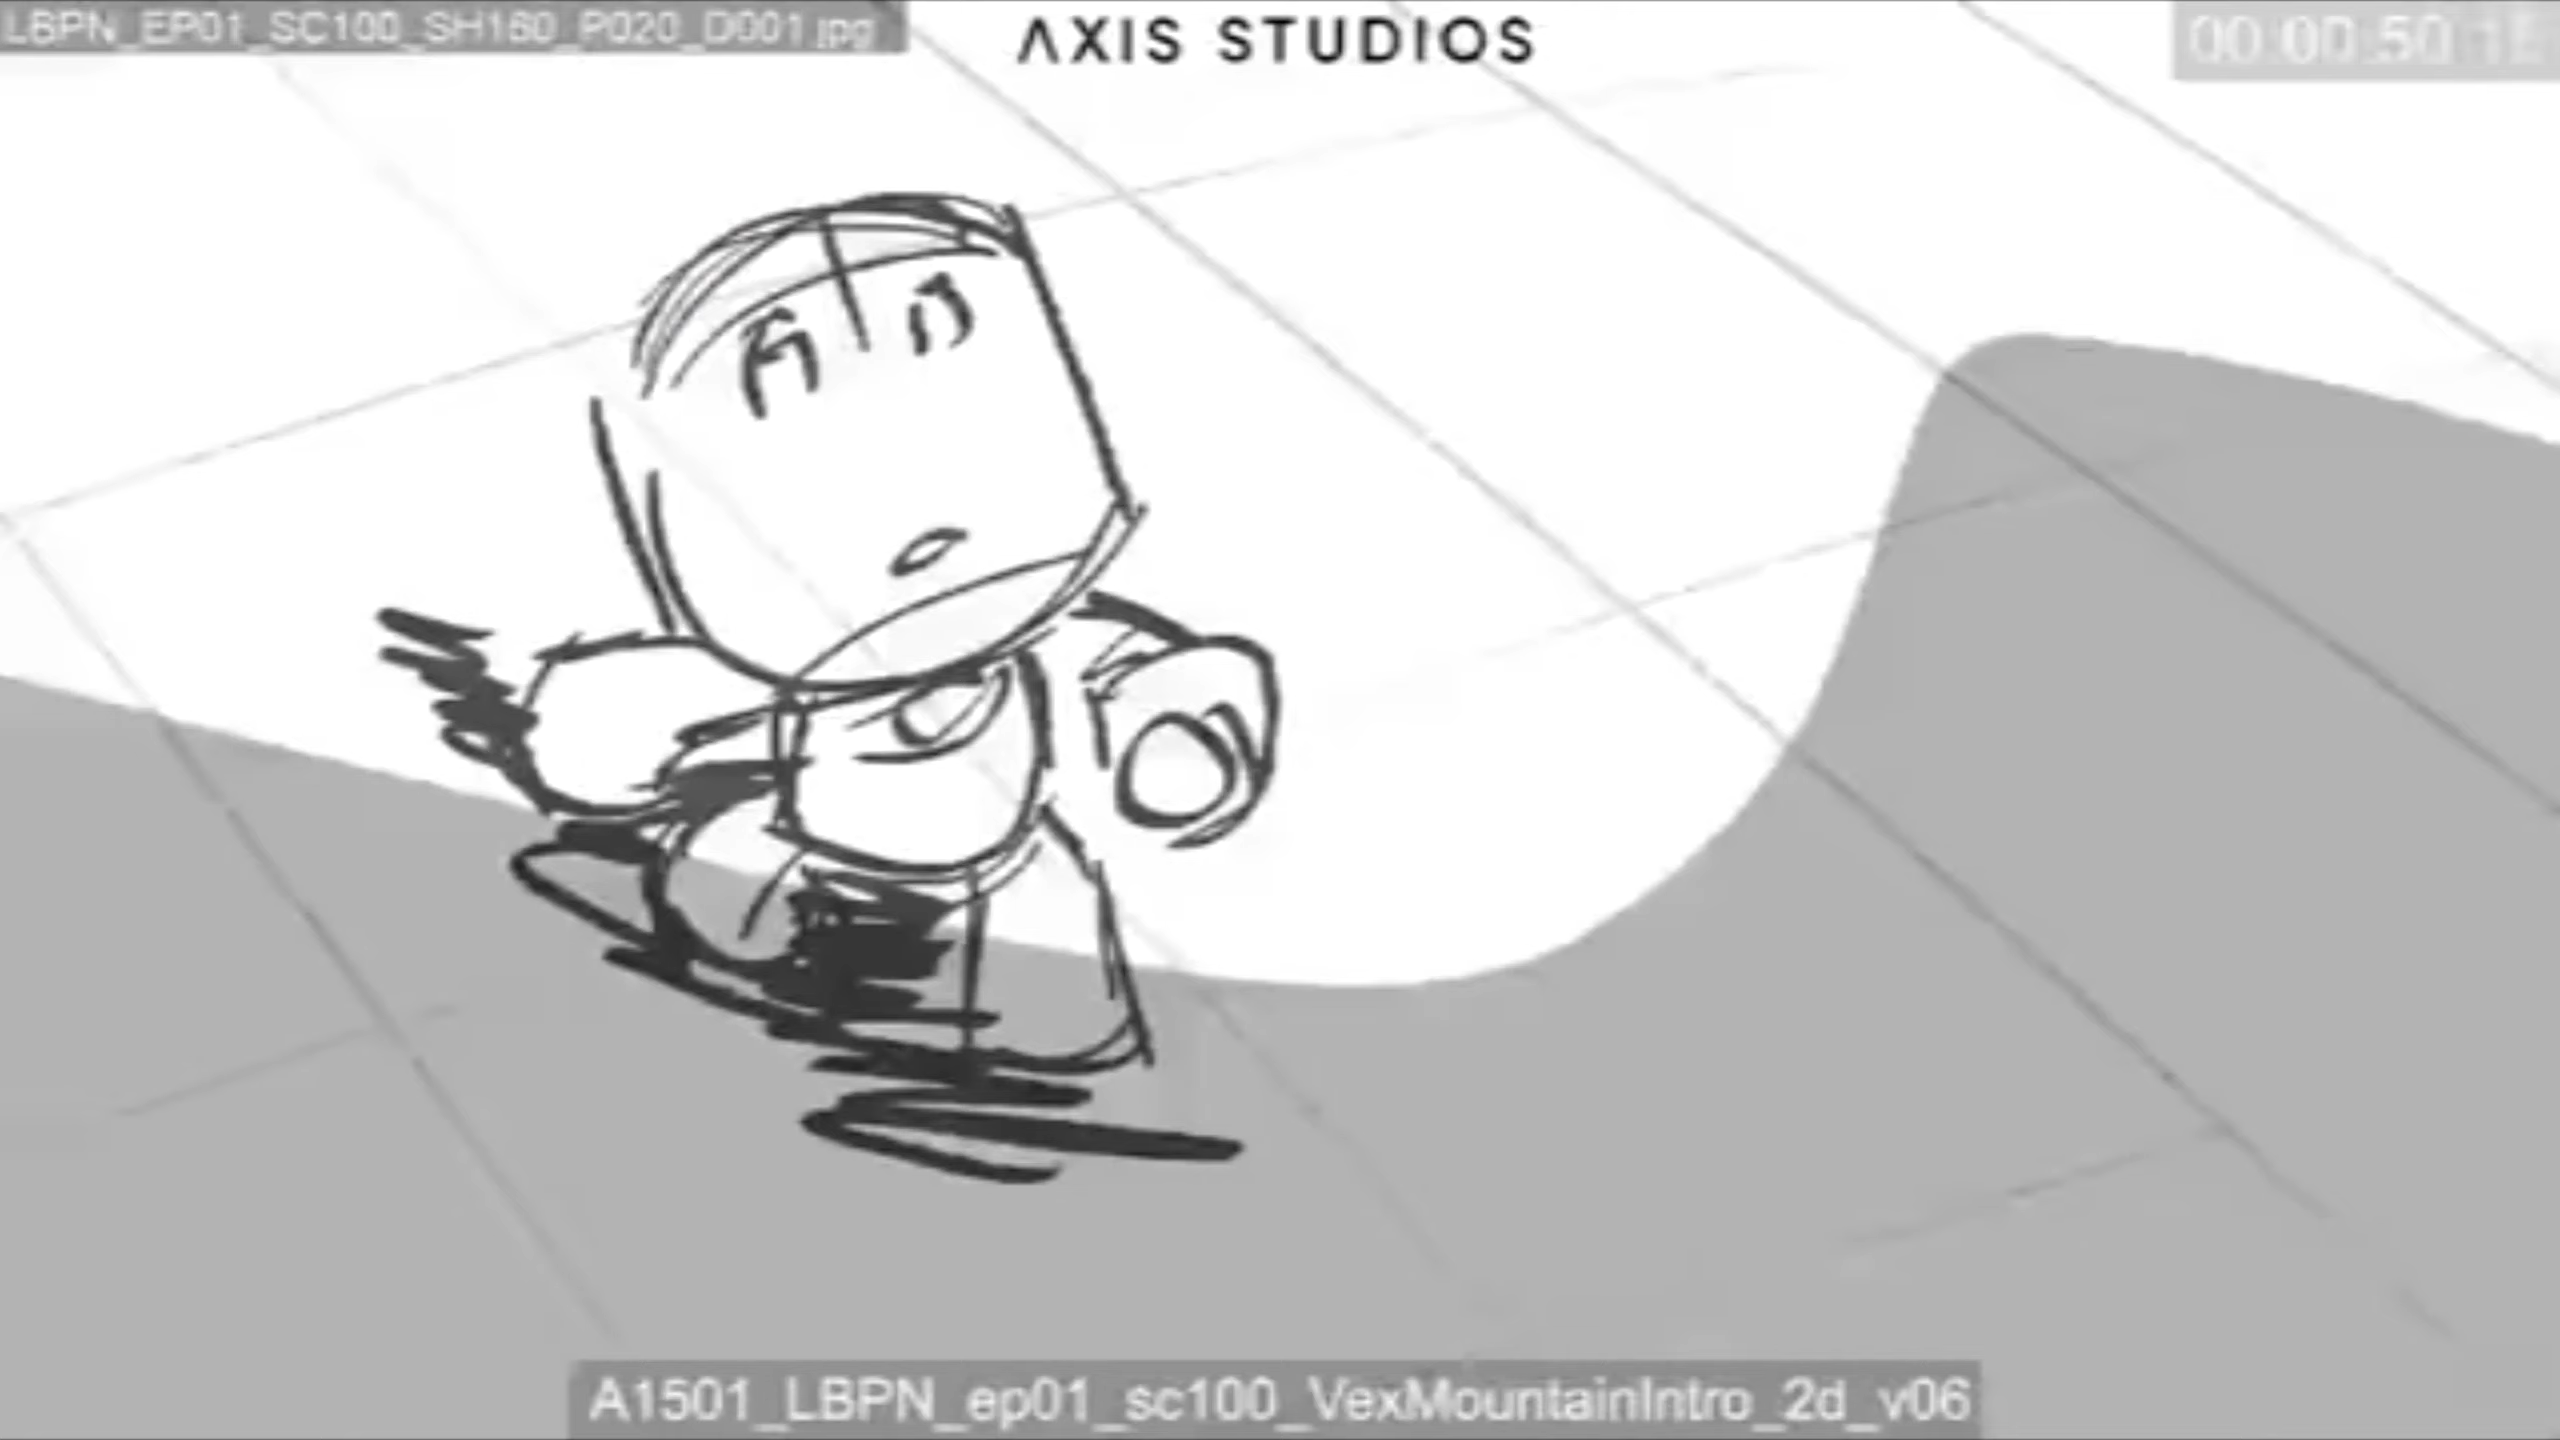 LBPN_EP01_SC100_SH160_P020_D001.jpg
AXIS STUDIOS
A1501_LBPN_ep01_sc100_VexMountainIntro_2d_v06